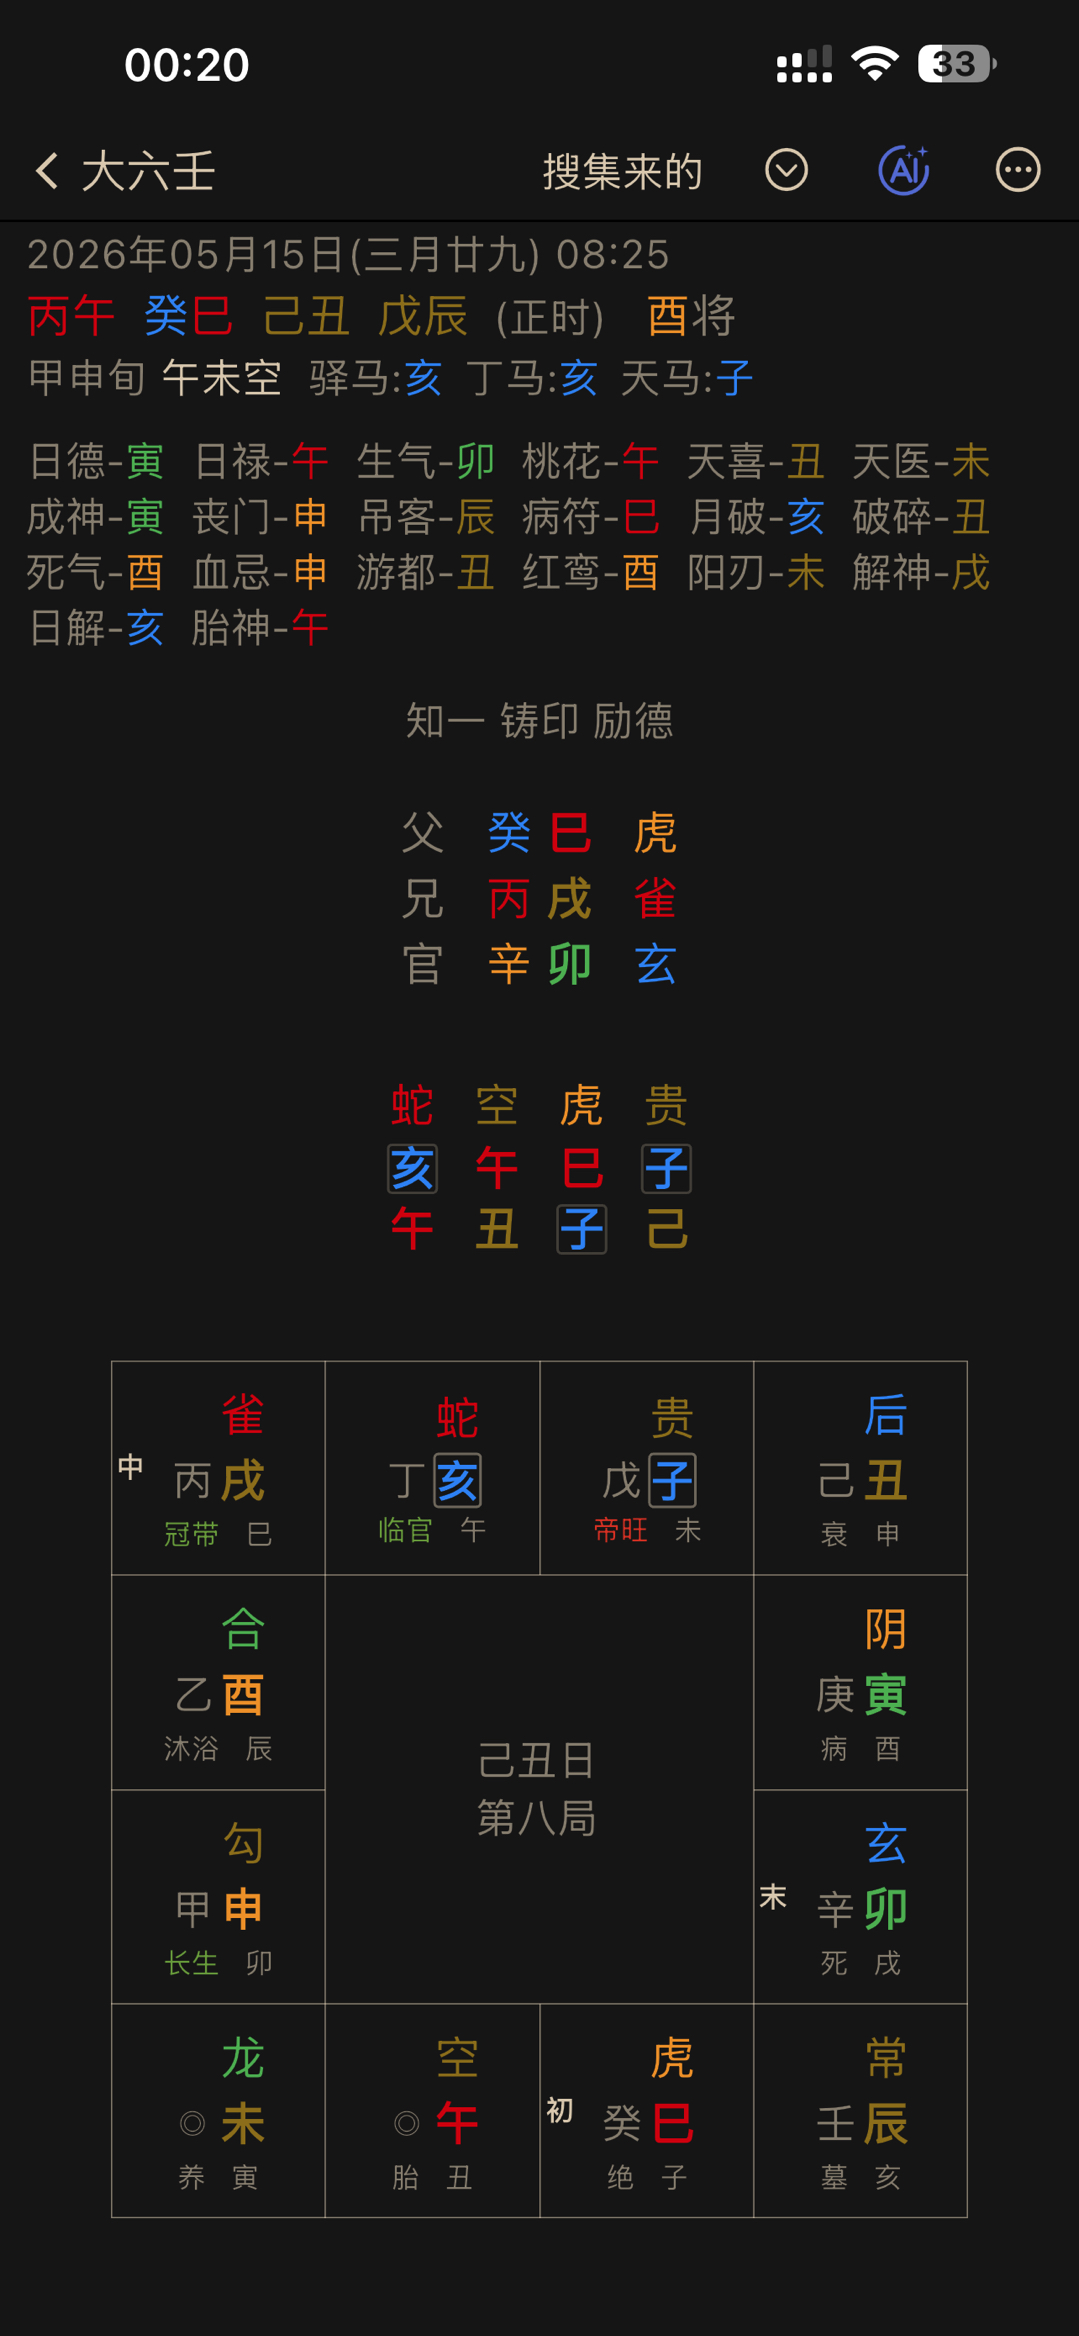 00:20 33
大六壬 搜集来的 AI
2026年05月15日(三月廿九) 08:25
丙午 癸巳 己丑 戊辰 (正时) 酉将
甲申旬 午未空 驿马:亥 丁马:亥 天马:子
日德-寅 日禄-午 生气-卯 桃花-午 天喜-丑 天医-未
成神-寅 丧门-申 吊客-辰 病符-巳 月破-亥 破碎-丑
死气-酉 血忌-申 游都-丑 红鸾-酉 阳刃-未 解神-戌
日解-亥 胎神-午
知一 铸印 励德
父 癸巳 虎
兄 丙戌 雀
官 辛卯 玄
蛇 空 虎 贵
亥 午 巳 子
午 丑 子 己
雀 蛇 贵 后
中 丙戌 丁亥 戊子 己丑
冠带 巳 临官 午 帝旺 未 衰 申
合 阴
乙酉 庚寅
沐浴 辰 病 酉
己丑日
第八局
勾 玄
甲申 末 辛卯
长生 卯 死 戌
龙 空 虎 常
◎未 ◎午 初 癸巳 壬辰
养 寅 胎 丑 绝 子 墓 亥